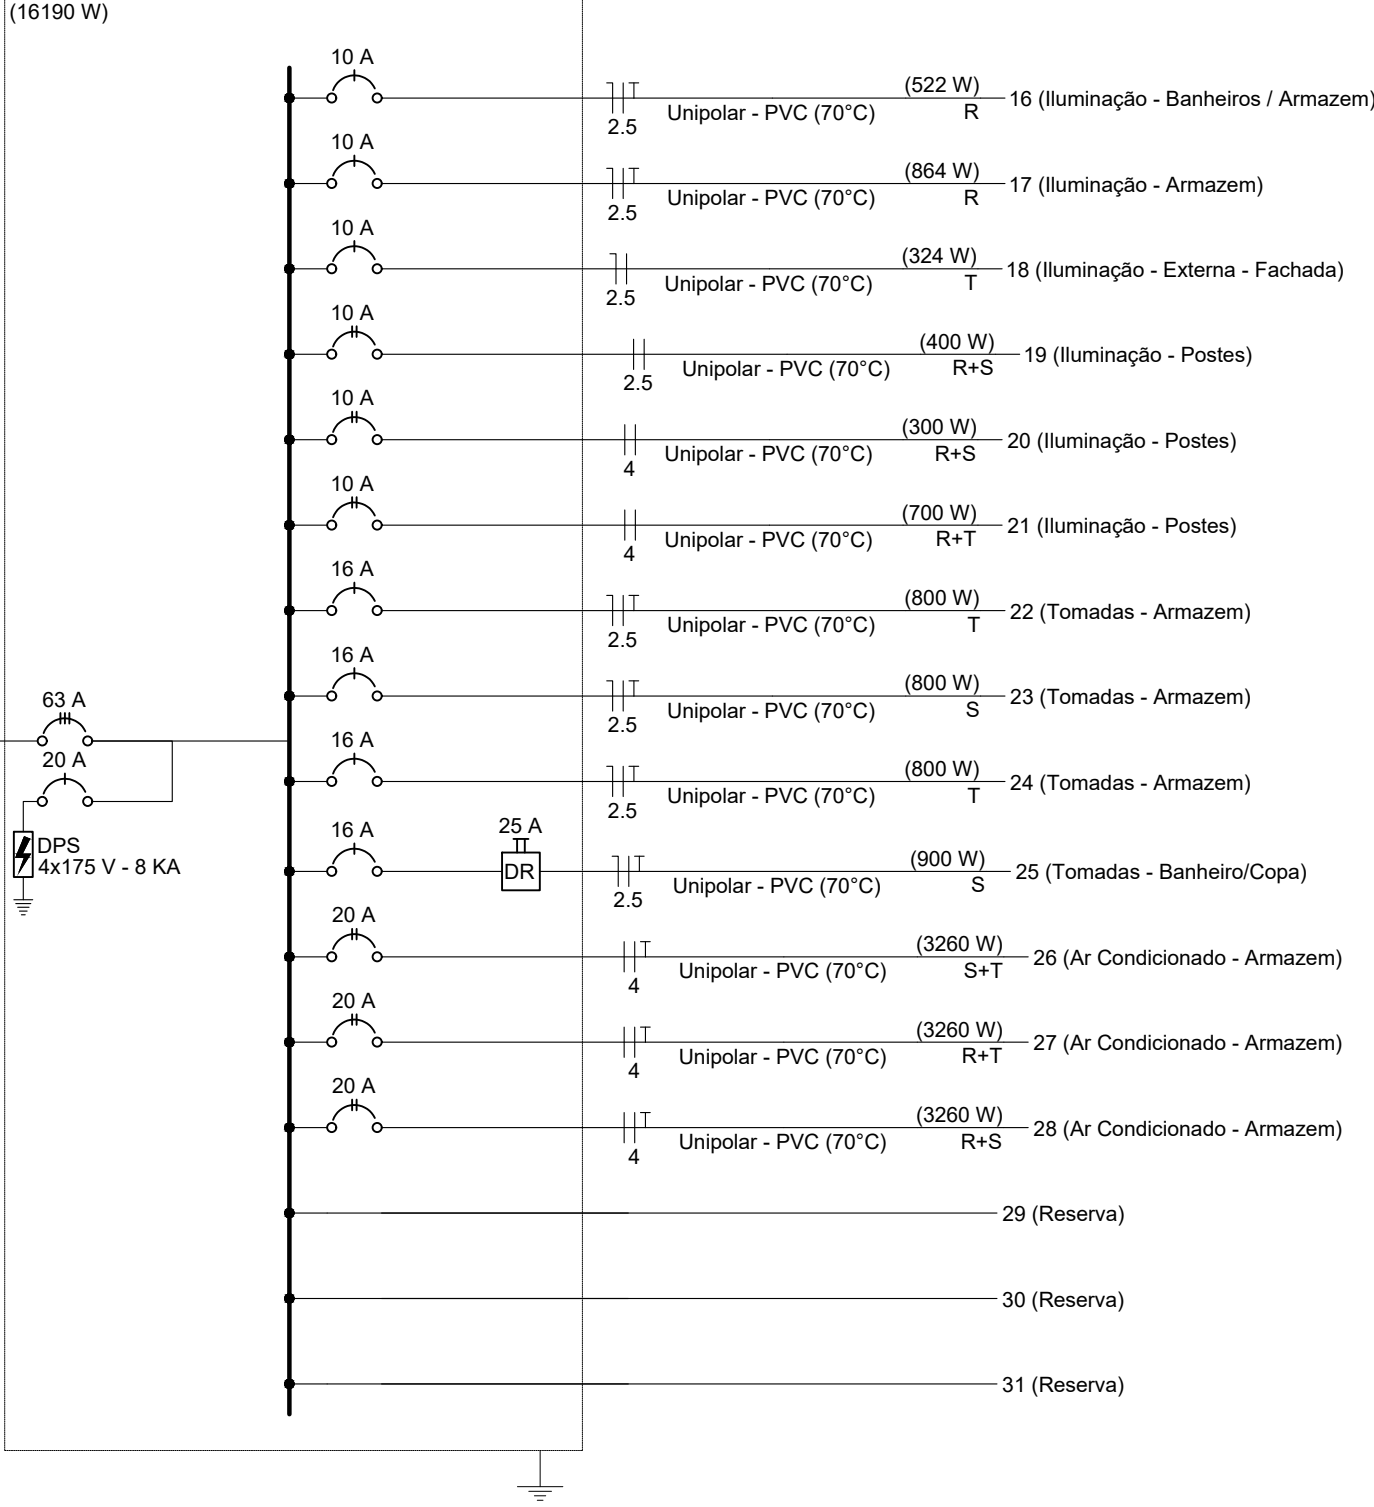 (16190 W)
10 A
(522 W)
16 (Iluminação - Banheiros / Armazem)
2.5
Unipolar - PVC (70°C)
R
10 A
(864 W)
17 (Iluminação - Armazem)
2.5
Unipolar - PVC (70°C)
R
10 A
(324 W)
18 (Iluminação - Externa - Fachada)
2.5
Unipolar - PVC (70°C)
T
10 A
(400 W)
19 (Iluminação - Postes)
2.5
Unipolar - PVC (70°C)
R+S
10 A
(300 W)
20 (Iluminação - Postes)
4
Unipolar - PVC (70°C)
R+S
10 A
(700 W)
21 (Iluminação - Postes)
4
Unipolar - PVC (70°C)
R+T
16 A
(800 W)
22 (Tomadas - Armazem)
2.5
Unipolar - PVC (70°C)
T
16 A
(800 W)
23 (Tomadas - Armazem)
2.5
Unipolar - PVC (70°C)
S
63 A
20 A
16 A
(800 W)
24 (Tomadas - Armazem)
2.5
Unipolar - PVC (70°C)
T
DPS
4x175 V - 8 KA
16 A
25 A
DR
(900 W)
25 (Tomadas - Banheiro/Copa)
2.5
Unipolar - PVC (70°C)
S
20 A
(3260 W)
26 (Ar Condicionado - Armazem)
4
Unipolar - PVC (70°C)
S+T
20 A
(3260 W)
27 (Ar Condicionado - Armazem)
4
Unipolar - PVC (70°C)
R+T
20 A
(3260 W)
28 (Ar Condicionado - Armazem)
4
Unipolar - PVC (70°C)
R+S
29 (Reserva)
30 (Reserva)
31 (Reserva)